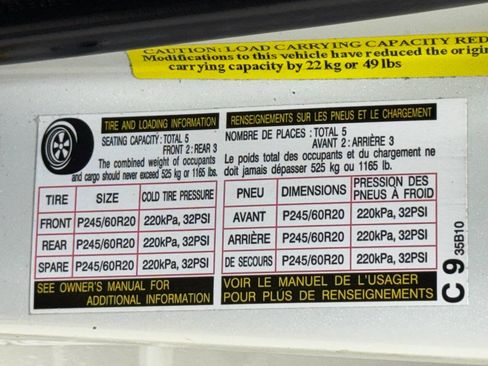 CAUTION: LOAD CARRYING CAPACITY RED
Modifications to this vehicle have reduced the origin
carrying capacity by 22 kg or 49 lbs
TIRE AND LOADING INFORMATION
SEATING CAPACITY: TOTAL 5
FRONT 2: REAR 3
The combined weight of occupants
and cargo should never exceed 525 kg or 1165 lb.
TIRE SIZE COLD TIRE PRESSURE
FRONT P245/60R20 220kPa, 32PSI
REAR P245/60R20 220kPa, 32PSI
SPARE P245/60R20 220kPa, 32PSI
SEE OWNER'S MANUAL FOR
ADDITIONAL INFORMATION
RENSEIGNEMENTS SUR LES PNEUS ET LE CHARGEMENT
NOMBRE DE PLACES : TOTAL 5
AVANT 2: ARRIÈRE 3
Le poids total des occupants et du chargement ne
doit jamais dépasser 525 kg ou 1165 lb.
PNEU DIMENSIONS PRESSION DES
PNEUS À FROID
AVANT P245/60R20 220kPa, 32PSI
ARRIÈRE P245/60R20 220kPa, 32PSI
DE SECOURS P245/60R20 220kPa, 32PSI
VOIR LE MANUEL DE L'USAGER
POUR PLUS DE RENSEIGNEMENTS
C 9 35B10